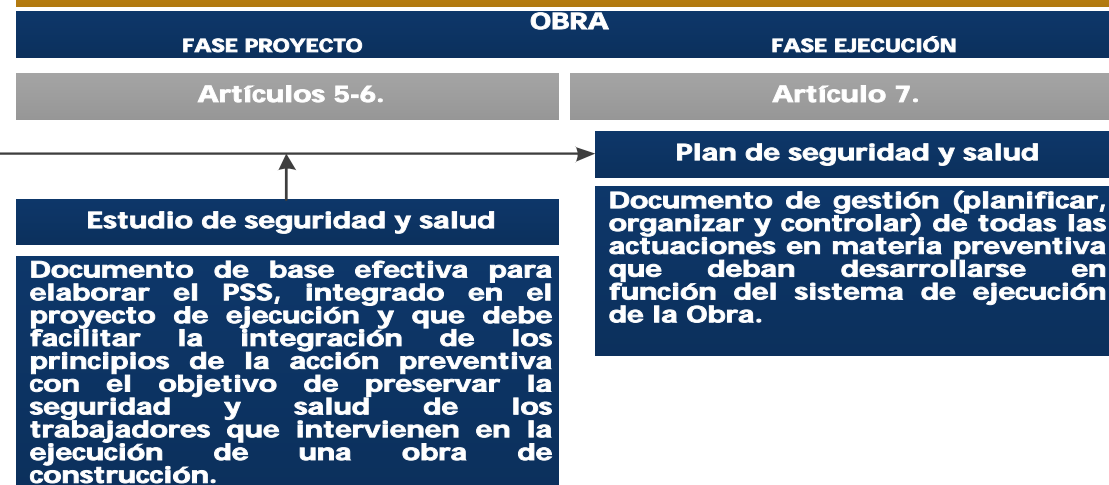 OBRA
FASE PROYECTO
FASE EJECUCIÓN
Artículos 5-6.
Artículo 7.
Plan de seguridad y salud
Estudio de seguridad y salud
Documento de gestión (planificar,
organizar y controlar) de todas las
actuaciones en materia preventiva
que deban desarrollarse en
función del sistema de ejecución
de la Obra.
Documento de base efectiva para
elaborar el PSS, integrado en el
proyecto de ejecución y que debe
facilitar la integración de los
principios de la acción preventiva
con el objetivo de preservar la
seguridad y salud de los
trabajadores que intervienen en la
ejecución de una obra de
construcción.